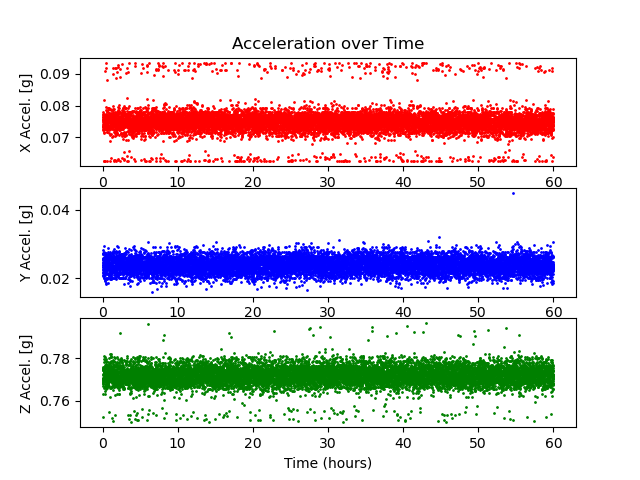 Acceleration over Time
X Accel. [g]
0.09
0.08
0.07
0 10 20 30 40 50 60
Y Accel. [g]
0.04
0.02
0 10 20 30 40 50 60
Z Accel. [g]
0.78
0.76
0 10 20 30 40 50 60
Time (hours)